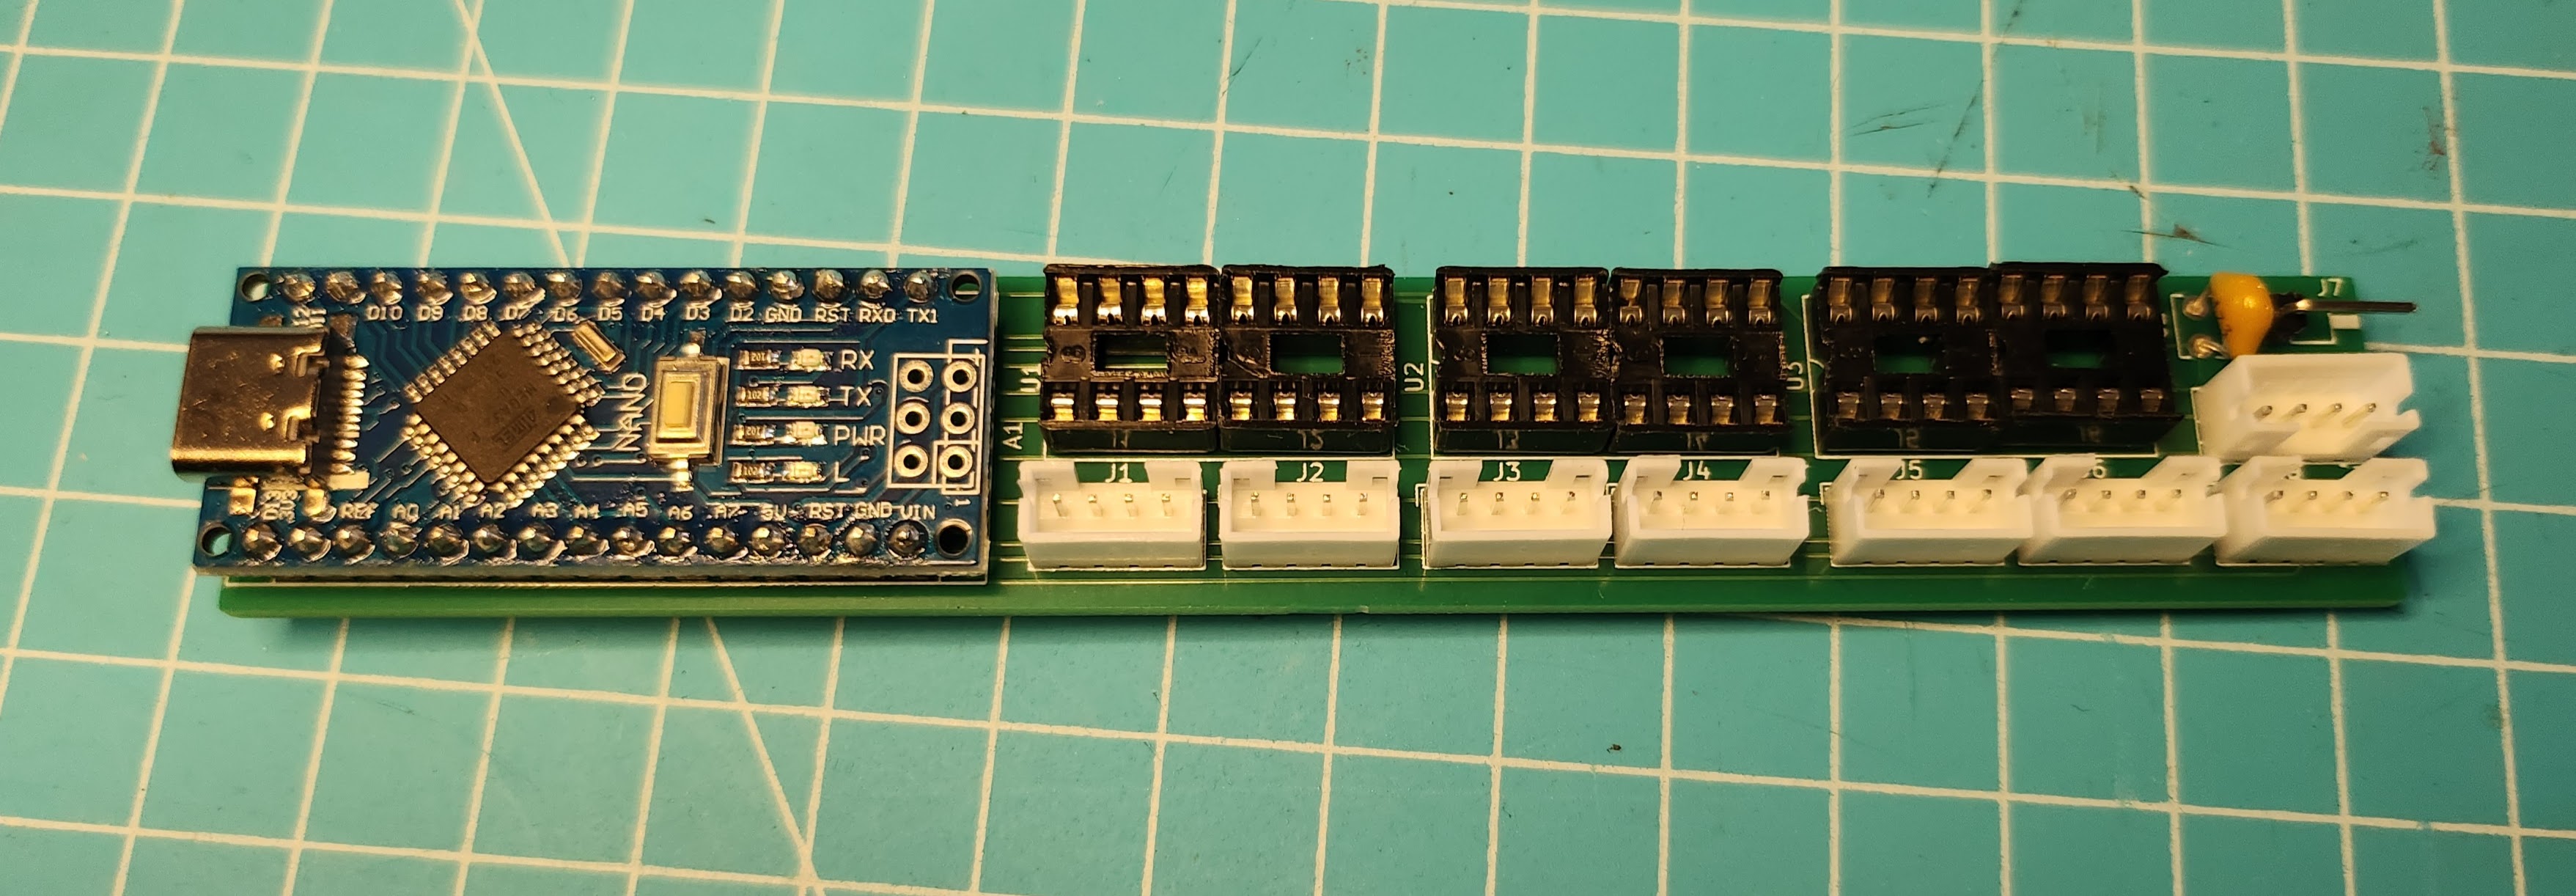 D10 D9 D8 D7 D6 D5 D4 D3 D2 GND RST RX0 TX1
NANO
RX
TX
PWR
L
1
REF A0 A1 A2 A3 A4 A5 A6 A7 5V RST GND VIN
A1
U1
U2
U3
J7
J1 J2 J3 J4 J5